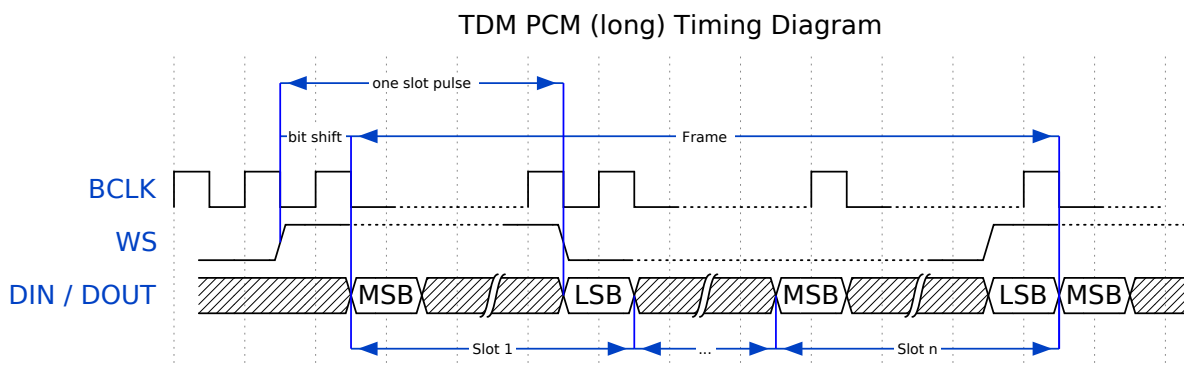 TDM PCM (long) Timing Diagram
one slot pulse
bit shift Frame
BCLK
WS
DIN / DOUT MSB LSB MSB LSB MSB
Slot 1 ... Slot n